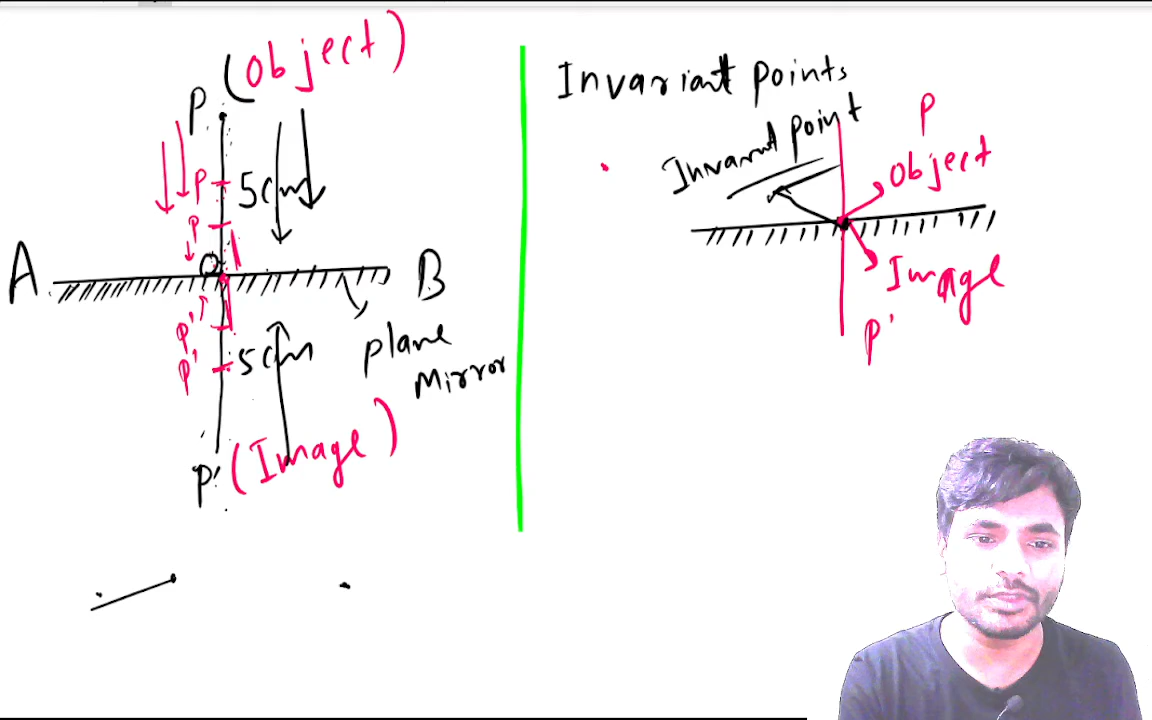 P (Object)
P
5cm
P
O
A
B
P'
P'
5cm
plane
Mirror
P' (Image)
Invariant points
Invariant point
P
Object
Image
P'